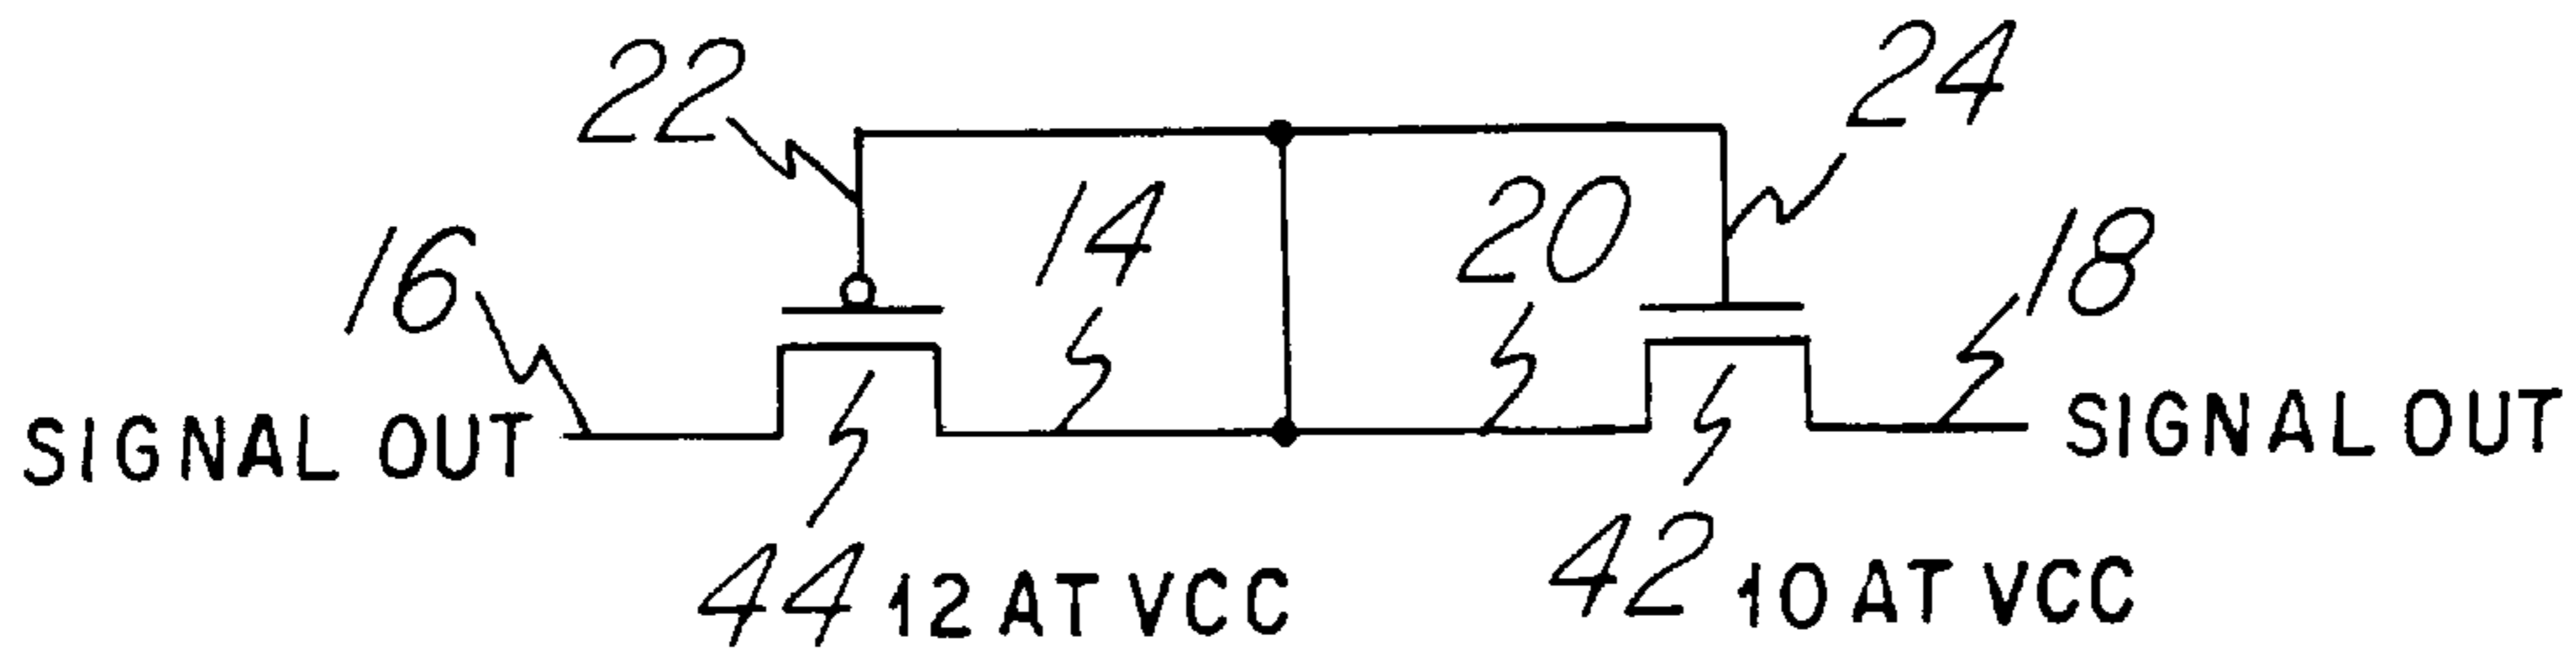 22
24
16
14
20
18
SIGNAL OUT
SIGNAL OUT
44 12 AT VCC
42 10 AT VCC